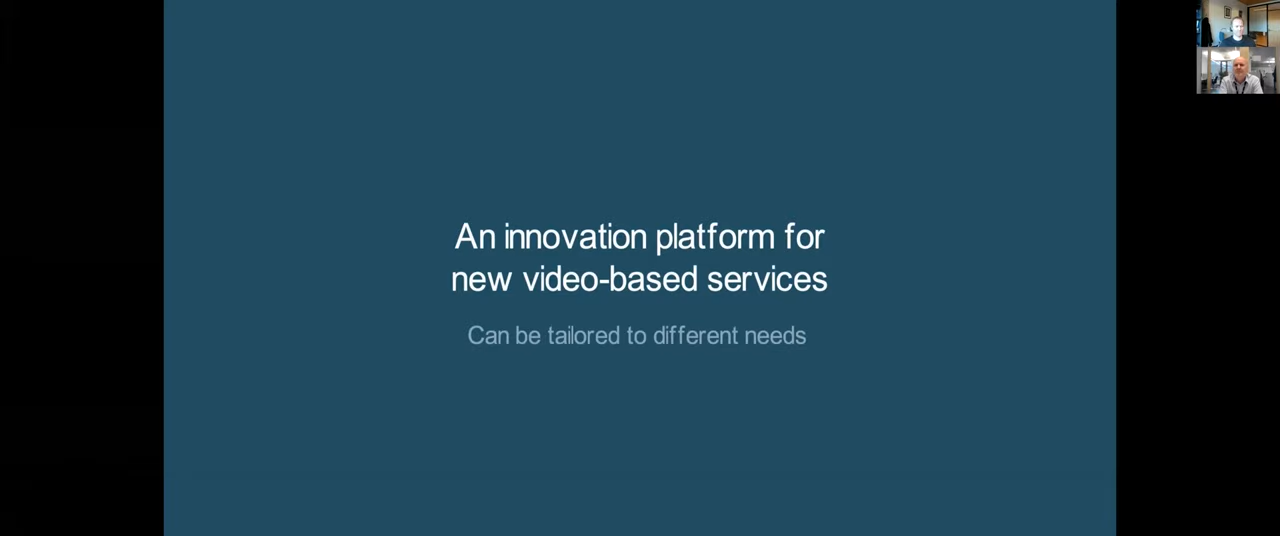 An innovation platform for
new video-based services
Can be tailored to different needs